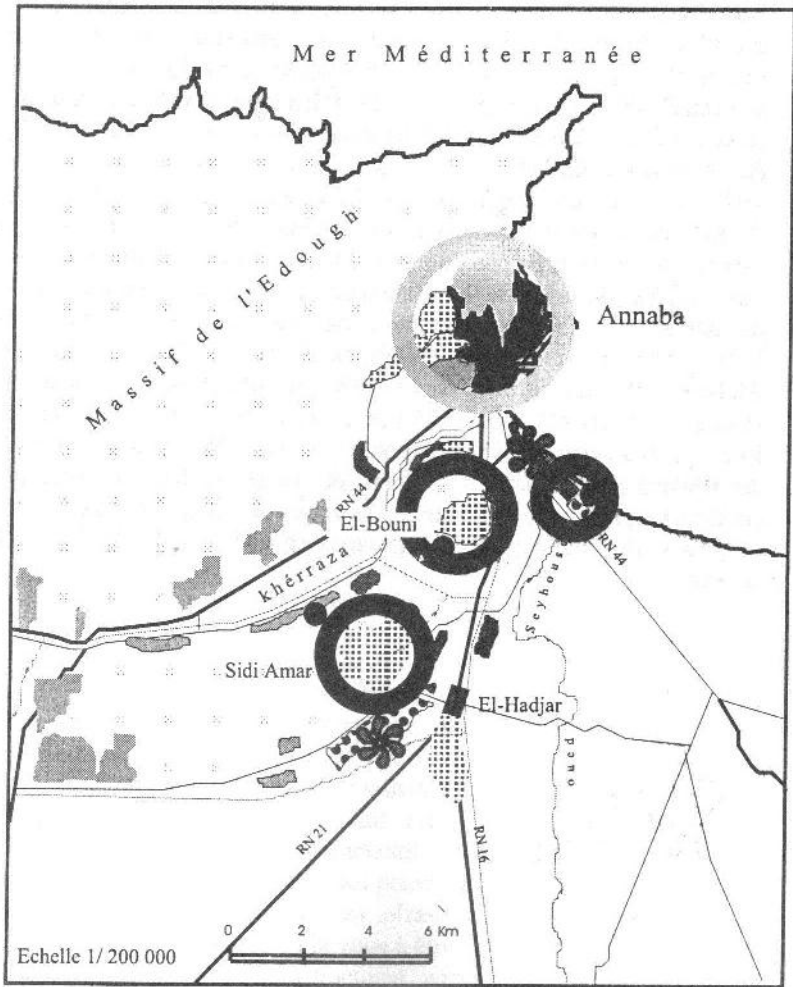 Mer Méditerranée
Massif de l'Edough
Annaba
RN 44
El-Bouni
khérraza
RN 44
Seybouse
Sidi Amar
El-Hadjar
oued
RN 21
RN 16
0 2 4 6 Km
Echelle 1/ 200 000